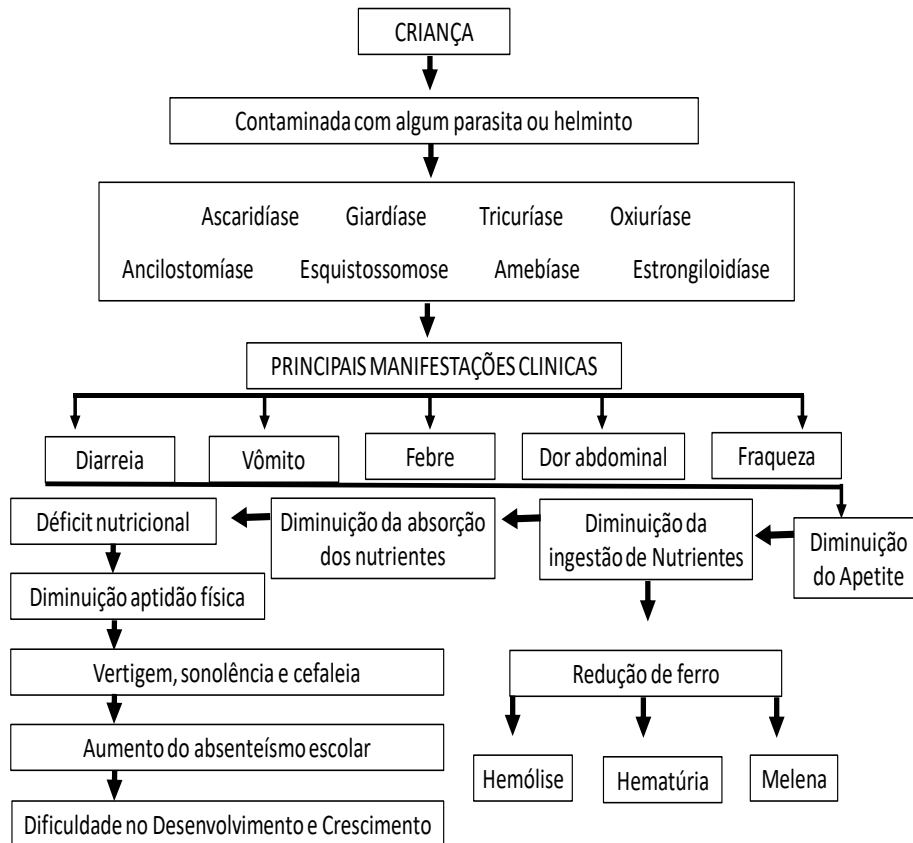 CRIANÇA
Contaminada com algum parasita ou helminto
Ascaridíase Giardíase Tricuríase Oxiuríase
Ancilostomíase Esquistossomose Amebíase Estrongiloidíase
PRINCIPAIS MANIFESTAÇÕES CLINICAS
Diarreia Vômito Febre Dor abdominal Fraqueza
Déficit nutricional
Diminuição da absorção
dos nutrientes
Diminuição da
ingestão de Nutrientes
Diminuição
do Apetite
Diminuição aptidão física
Vertigem, sonolência e cefaleia
Redução de ferro
Aumento do absenteísmo escolar
Hemólise Hematúria Melena
Dificuldade no Desenvolvimento e Crescimento